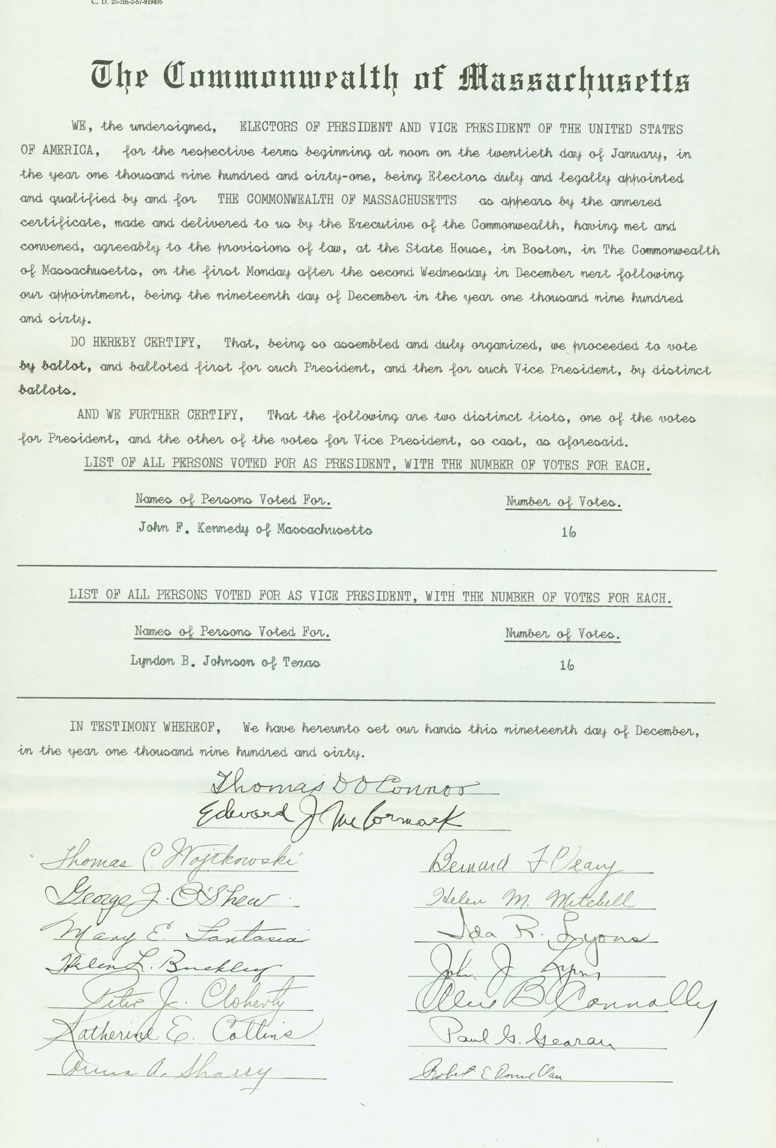 The Commonwealth of Massachusetts
WE, the undersigned, ELECTORS OF PRESIDENT AND VICE PRESIDENT OF THE UNITED STATES
OF AMERICA, for the respective terms beginning at noon on the twentieth day of January, in
the year one thousand nine hundred and sixty-one, being Electors duly and legally appointed
and qualified by and for THE COMMONWEALTH OF MASSACHUSETTS as appears by the annexed
certificate, made and delivered to us by the Executive of the Commonwealth, having met and
convened, agreeably to the provisions of law, at the State House, in Boston, in The Commonwealth
of Massachusetts, on the first Monday after the second Wednesday in December next following
our appointment, being the nineteenth day of December in the year one thousand nine hundred
and sixty.
DO HEREBY CERTIFY, That, being so assembled and duly organized, we proceeded to vote
by ballot, and balloted first for such President, and then for such Vice President, by distinct
ballots.
AND WE FURTHER CERTIFY, That the following are two distinct lists, one of the votes
for President, and the other of the votes for Vice President, so cast, as aforesaid.
LIST OF ALL PERSONS VOTED FOR AS PRESIDENT, WITH THE NUMBER OF VOTES FOR EACH.
Names of Persons Voted For. Number of Votes.
John F. Kennedy of Massachusetts 16
LIST OF ALL PERSONS VOTED FOR AS VICE PRESIDENT, WITH THE NUMBER OF VOTES FOR EACH.
Names of Persons Voted For. Number of Votes.
Lyndon B. Johnson of Texas 16
IN TESTIMONY WHEREOF, We have hereunto set our hands this nineteenth day of December,
in the year one thousand nine hundred and sixty.
Thomas D O'Connor
Edward J McCormack
Thomas C. Wojtkowski Bernard F. Cleary
George J. O'Shea Helen M. Mitchell
Mary E. Fantasia Ida R. Lyons
Helen L. Buckley John J. Lyons
Peter J. Cloherty Alice B. Connolly
Katherine E. Collins Paul G. Gearan
Anna A. Sharry Robert E